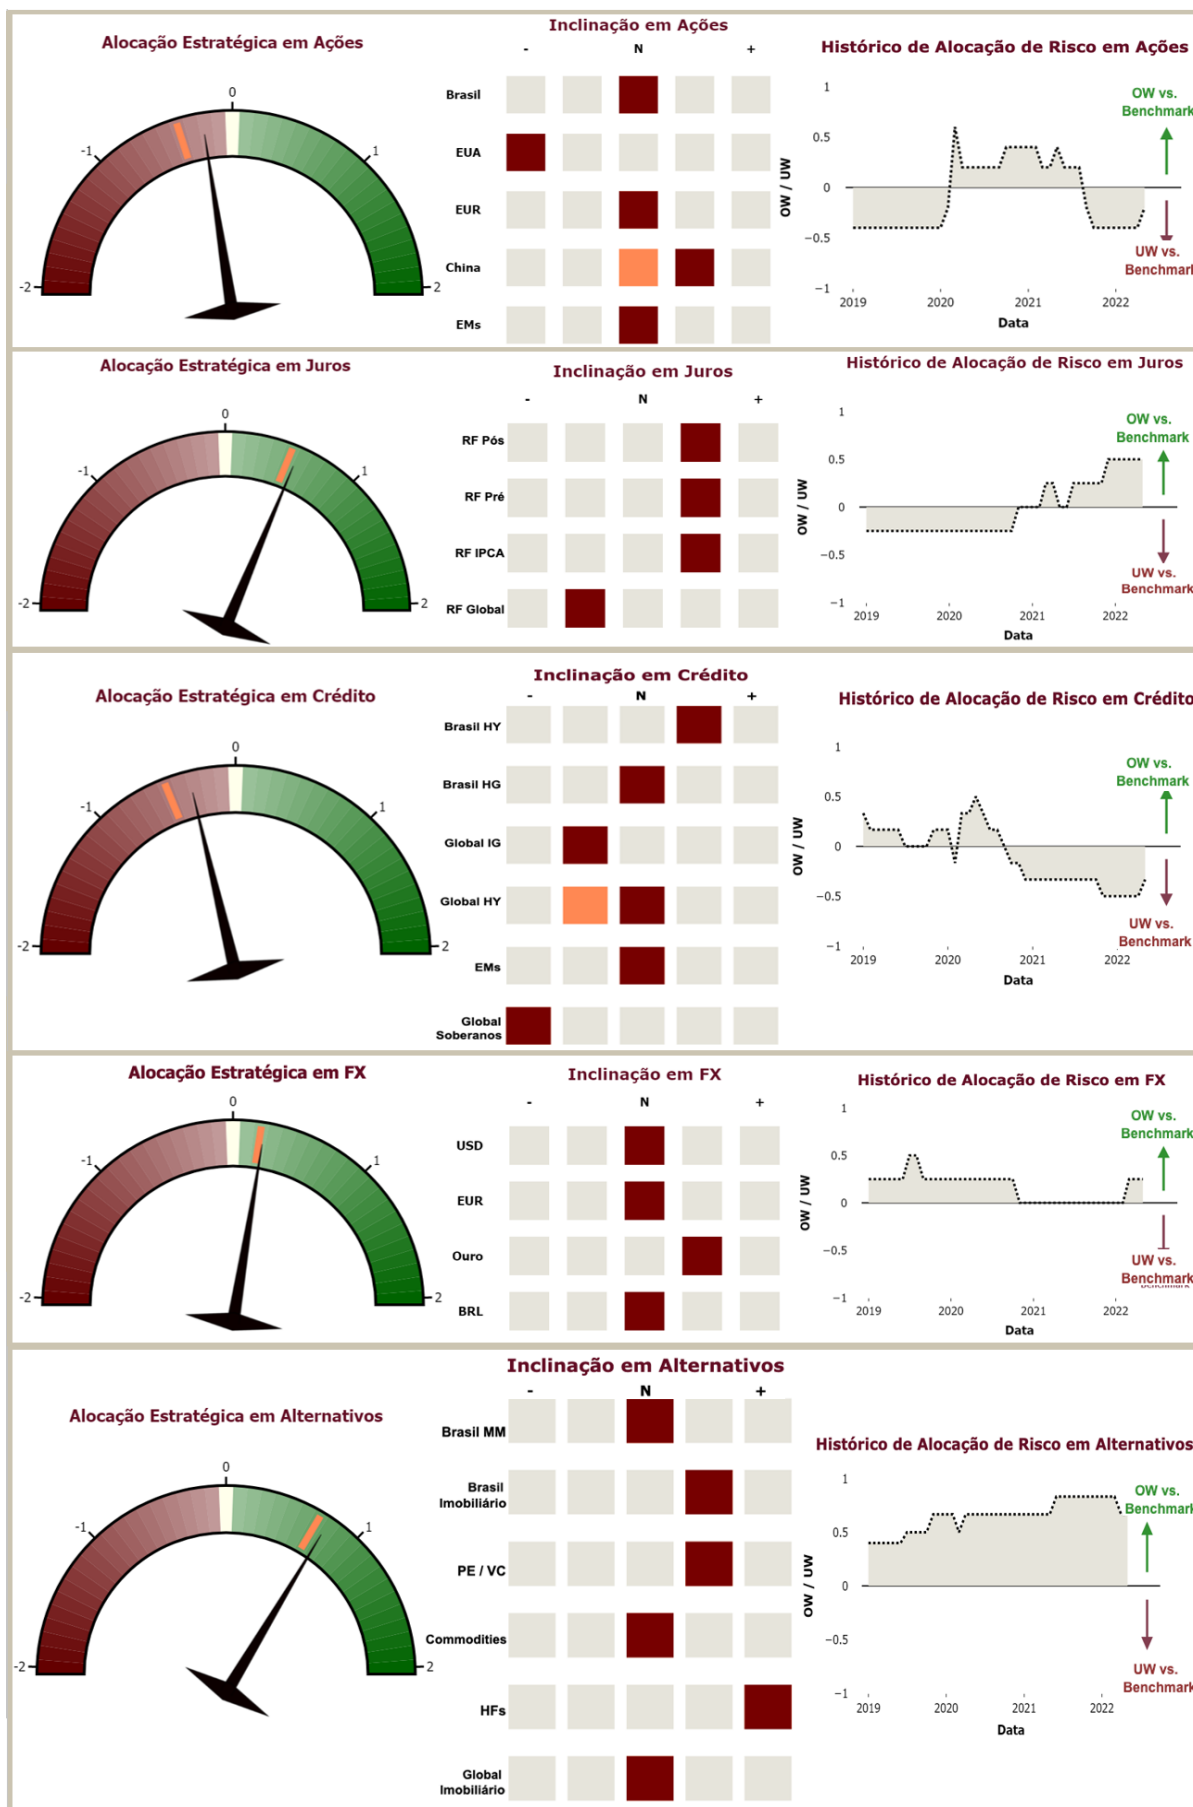 Alocação Estratégica em Ações
0
-1
1
-2
2
Inclinação em Ações
-
N
+
Brasil
EUA
EUR
China
EMs
Histórico de Alocação de Risco em Ações
1
0.5
0
−0.5
−1
OW / UW
2019
2020
2021
2022
Data
OW vs.
Benchmark
UW vs.
Benchmark
Alocação Estratégica em Juros
0
-1
1
-2
2
Inclinação em Juros
-
N
+
RF Pós
RF Pré
RF IPCA
RF Global
Histórico de Alocação de Risco em Juros
1
0.5
0
−0.5
−1
OW / UW
2019
2020
2021
2022
Data
OW vs.
Benchmark
UW vs.
Benchmark
Alocação Estratégica em Crédito
0
-1
1
-2
2
Inclinação em Crédito
-
N
+
Brasil HY
Brasil HG
Global IG
Global HY
EMs
Global
Soberanos
Histórico de Alocação de Risco em Crédito
1
0.5
0
−0.5
−1
OW / UW
2019
2020
2021
2022
Data
OW vs.
Benchmark
UW vs.
Benchmark
Alocação Estratégica em FX
0
-1
1
-2
2
Inclinação em FX
-
N
+
USD
EUR
Ouro
BRL
Histórico de Alocação de Risco em FX
1
0.5
0
−0.5
−1
OW / UW
2019
2020
2021
2022
Data
OW vs.
Benchmark
UW vs.
Benchmark
Alocação Estratégica em Alternativos
0
-1
1
-2
2
Inclinação em Alternativos
-
N
+
Brasil MM
Brasil
Imobiliário
PE / VC
Commodities
HFs
Global
Imobiliário
Histórico de Alocação de Risco em Alternativos
1
0.5
0
−0.5
−1
OW / UW
2019
2020
2021
2022
Data
OW vs.
Benchmark
UW vs.
Benchmark